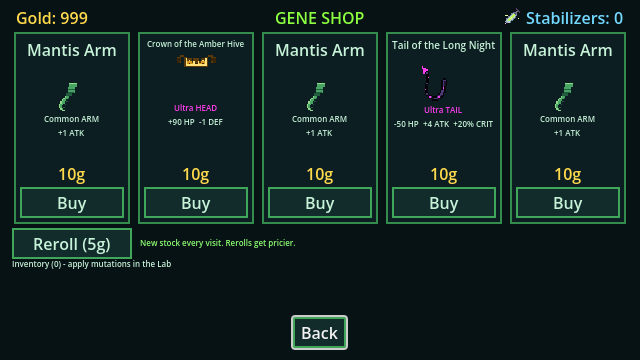 Gold: 999
GENE SHOP
Stabilizers: 0
Mantis Arm
Common ARM
+1 ATK
10g
Buy
Crown of the Amber Hive
Ultra HEAD
+90 HP -1 DEF
10g
Buy
Mantis Arm
Common ARM
+1 ATK
10g
Buy
Tail of the Long Night
Ultra TAIL
-50 HP +4 ATK +20% CRIT
10g
Buy
Mantis Arm
Common ARM
+1 ATK
10g
Buy
Reroll (5g)
New stock every visit. Rerolls get pricier.
Inventory (0) - apply mutations in the Lab
Back